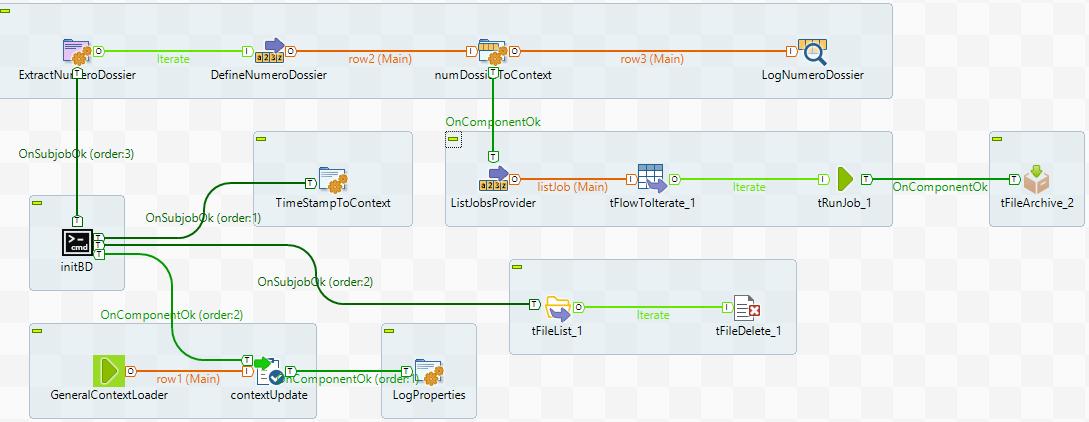 Iterate
row2 (Main)
row3 (Main)
ExtractNumeroDossier
DefineNumeroDossier
numDossierToContext
LogNumeroDossier
OnComponentOk
OnSubjobOk (order:3)
listJob (Main)
Iterate
OnComponentOk
ListJobsProvider
tFlowToIterate_1
tRunJob_1
tFileArchive_2
TimeStampToContext
OnSubjobOk (order:1)
cmd
initBD
OnSubjobOk (order:2)
OnComponentOk (order:2)
Iterate
tFileList_1
tFileDelete_1
row1 (Main)
OnComponentOk (order:1)
GeneralContextLoader
contextUpdate
LogProperties